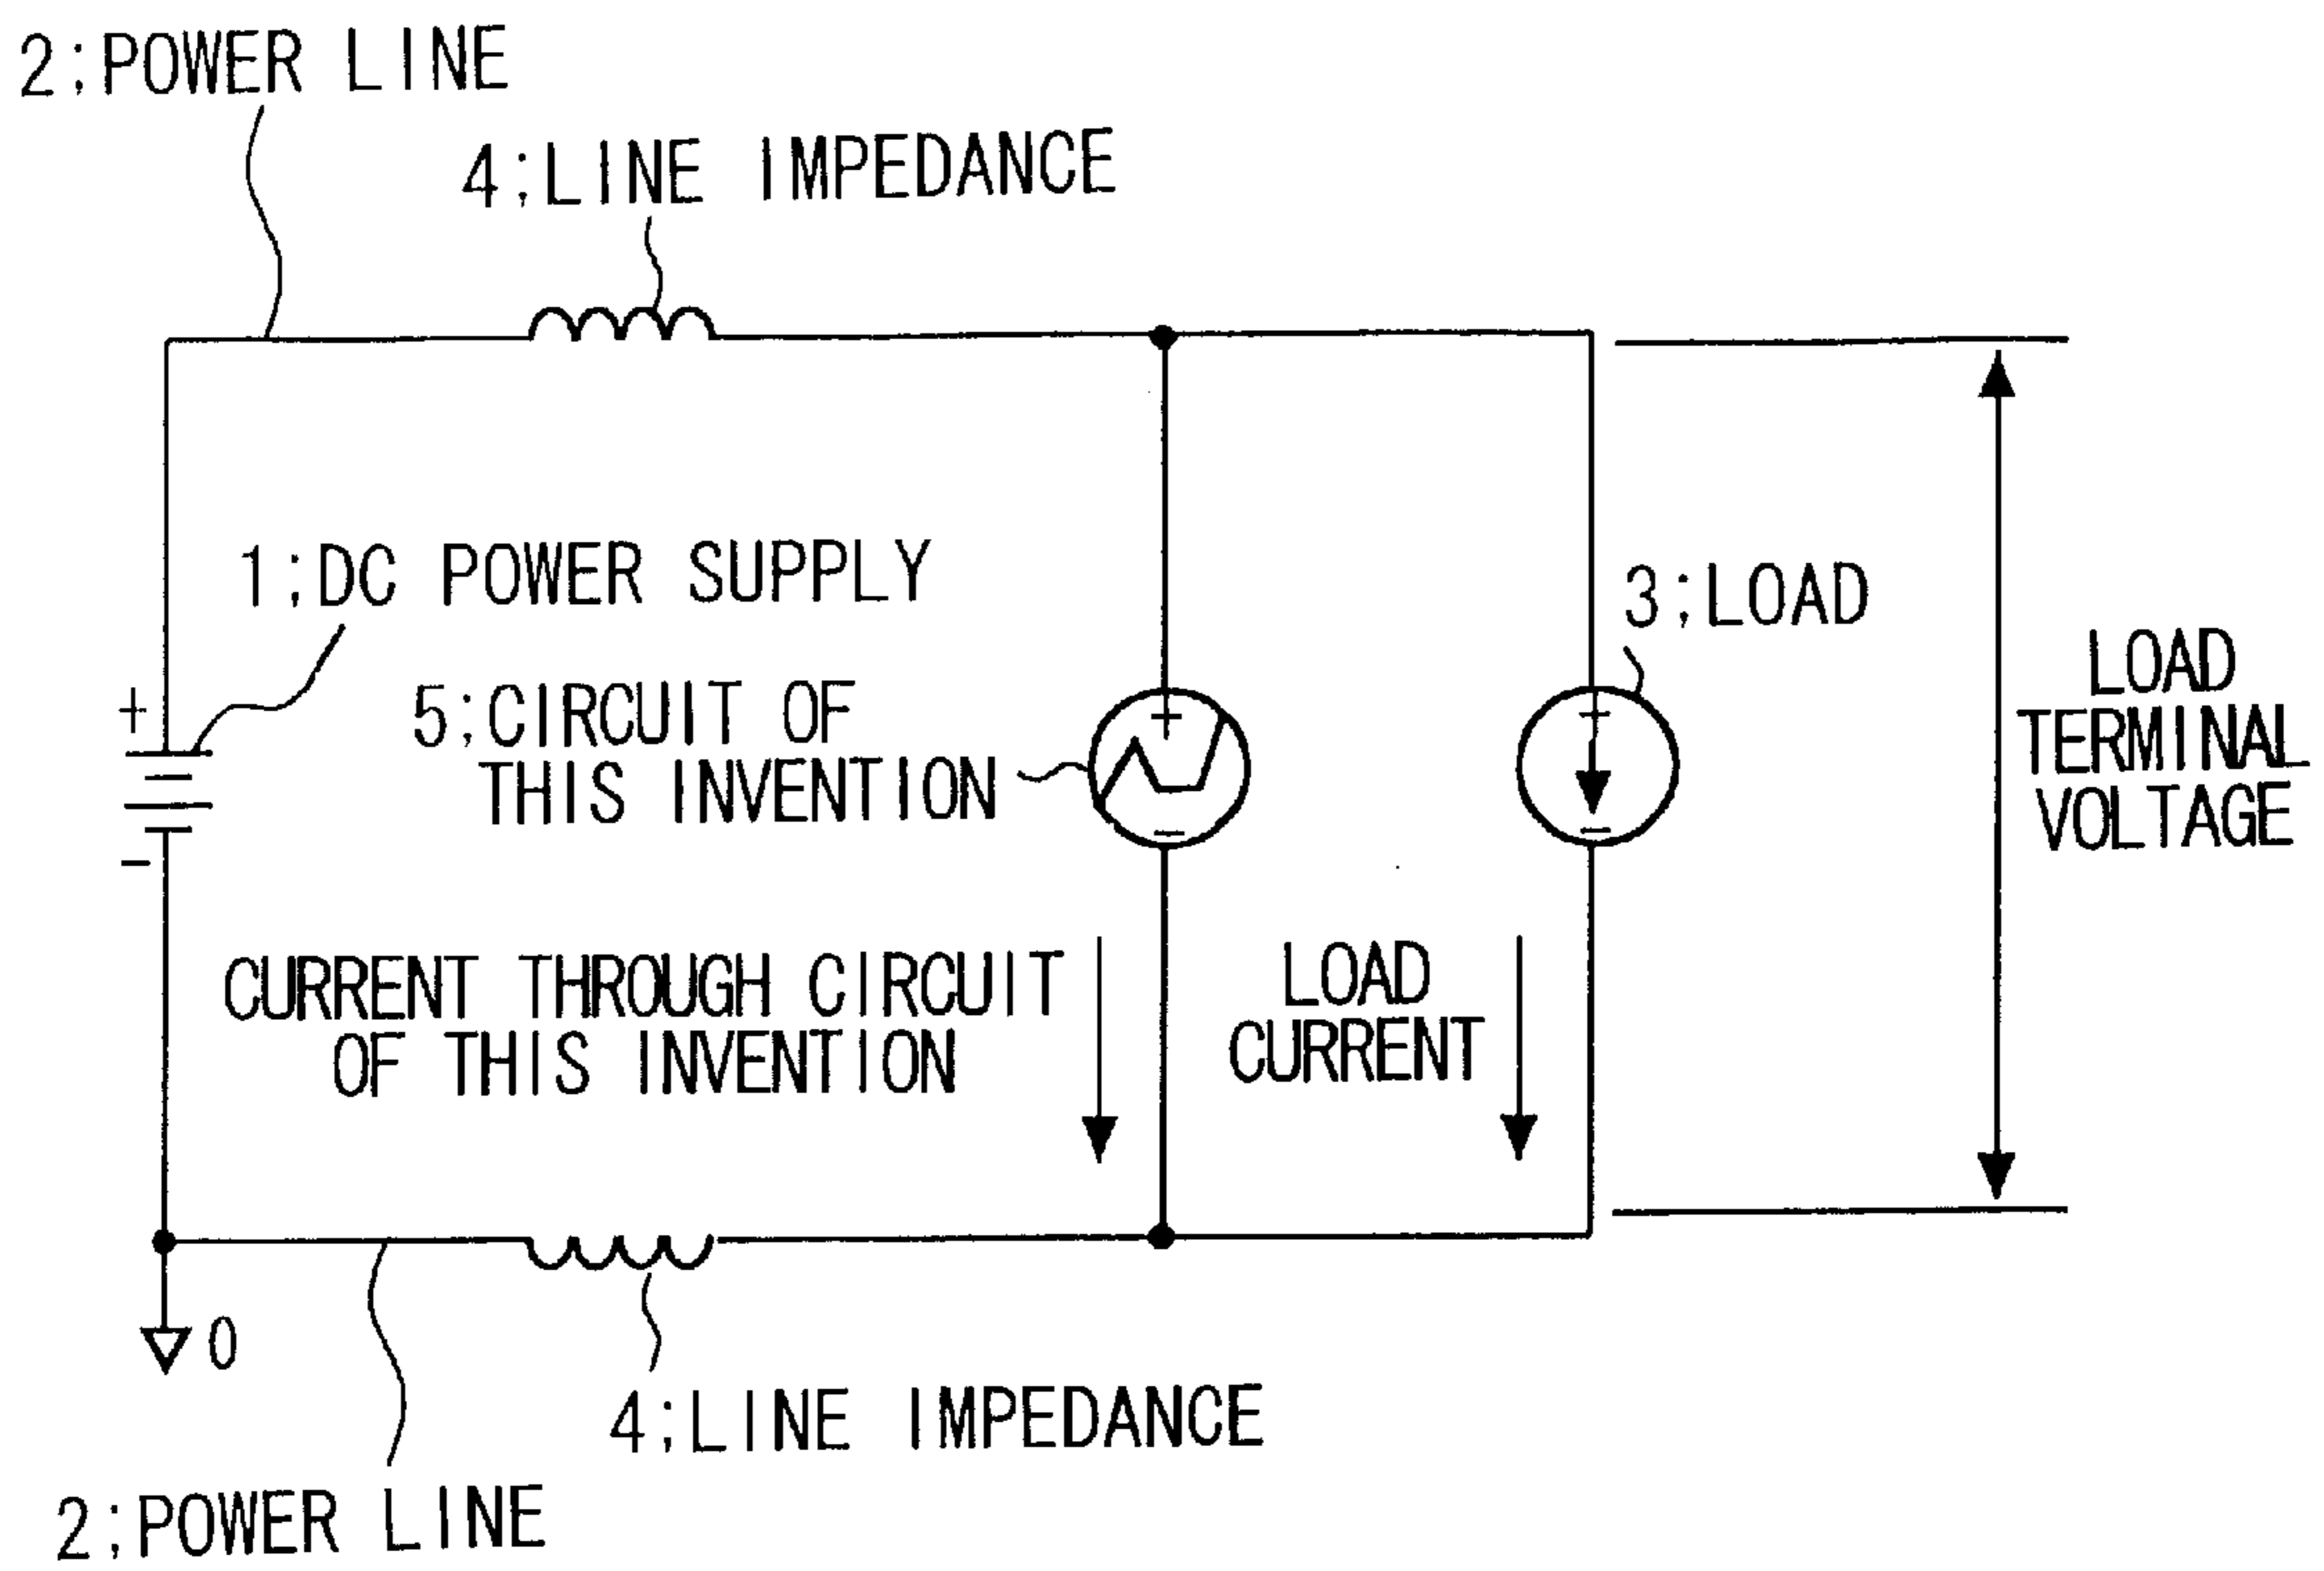 2;POWER LINE
4;LINE IMPEDANCE
1;DC POWER SUPPLY
3;LOAD
+
5;CIRCUIT OF
THIS INVENTION
+
-
+
-
LOAD
TERMINAL
VOLTAGE
-
CURRENT THROUGH CIRCUIT
OF THIS INVENTION
LOAD
CURRENT
0
4;LINE IMPEDANCE
2;POWER LINE